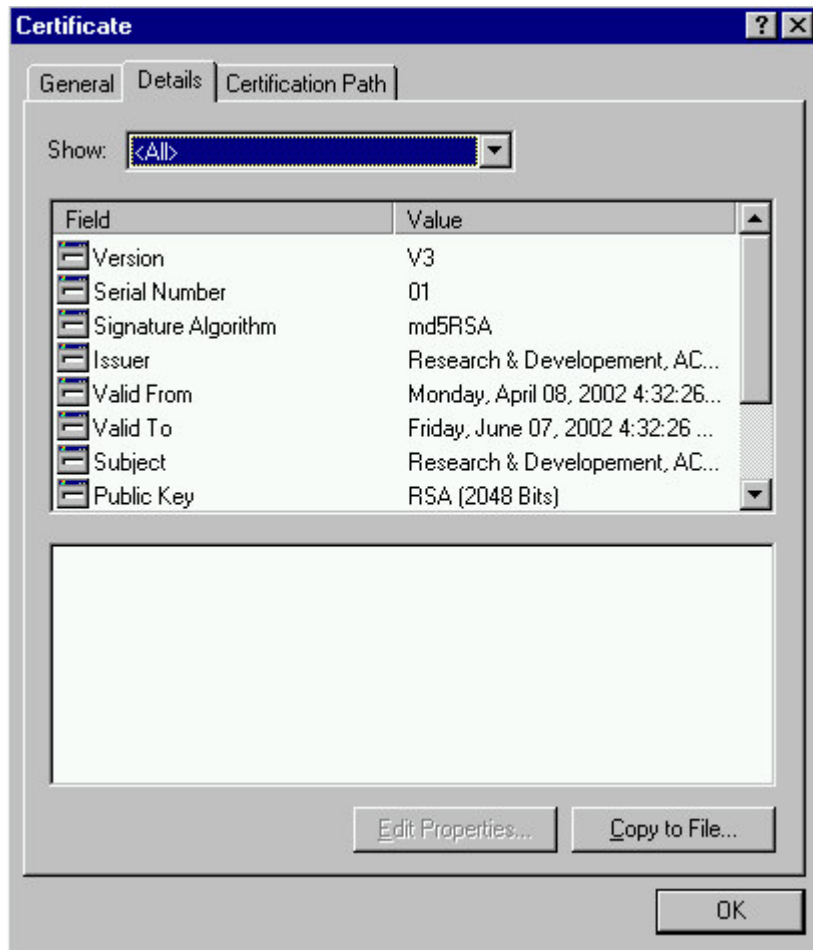 Certificate
General Details Certification Path
Show: <All>
Field Value
Version V3
Serial Number 01
Signature Algorithm md5RSA
Issuer Research & Developement, AC...
Valid From Monday, April 08, 2002 4:32:26...
Valid To Friday, June 07, 2002 4:32:26 ...
Subject Research & Developement, AC...
Public Key RSA (2048 Bits)
Edit Properties... Copy to File...
OK